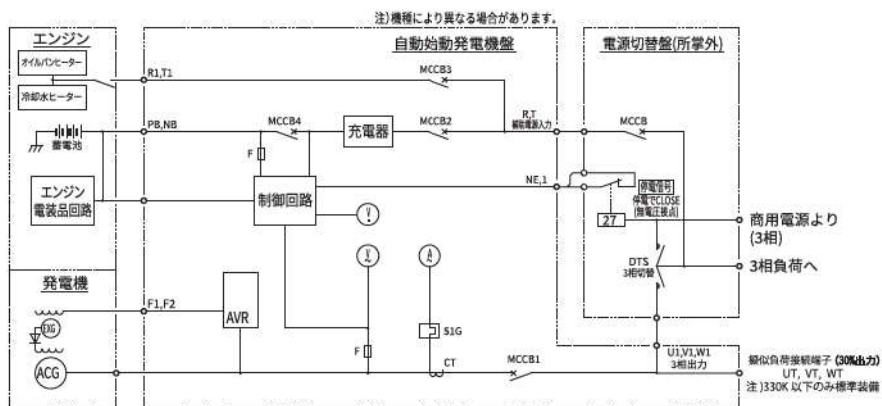 注)機種により異なる場合があります。
エンジン
自動始動発電機盤
電源切替盤(所掌外)
オイルパンヒーター
冷却水ヒーター
R1,T1
MCCB3
PB,NB
MCCB4
充電器
MCCB2
R,T
補助電源入力
MCCB
蓄電池
F
NE,1
エンジン
電装品回路
制御回路
停電信号
停電でCLOSE
(無電圧接点)
27
V
商用電源より
(3相)
V
A
DTS
3相切替
3相負荷へ
発電機
F1,F2
AVR
EXG
51G
ACG
F
CT
MCCB1
U1,V1,W1
3相出力
擬似負荷接続端子(30%出力)
UT, VT, WT
注)330K 以下のみ標準装備